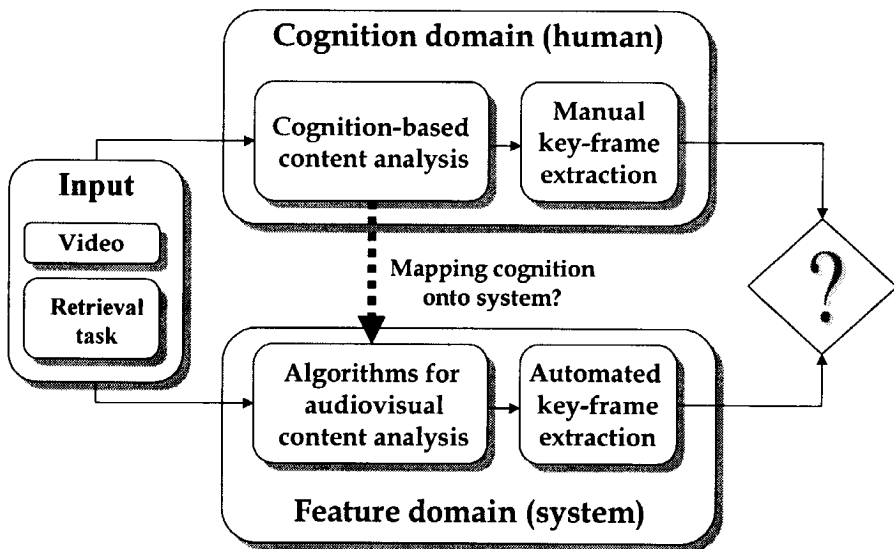 Cognition domain (human)
Cognition-based
content analysis
Manual
key-frame
extraction
Input
Video
Retrieval
task
Mapping cognition
onto system?
?
Algorithms for
audiovisual
content analysis
Automated
key-frame
extraction
Feature domain (system)